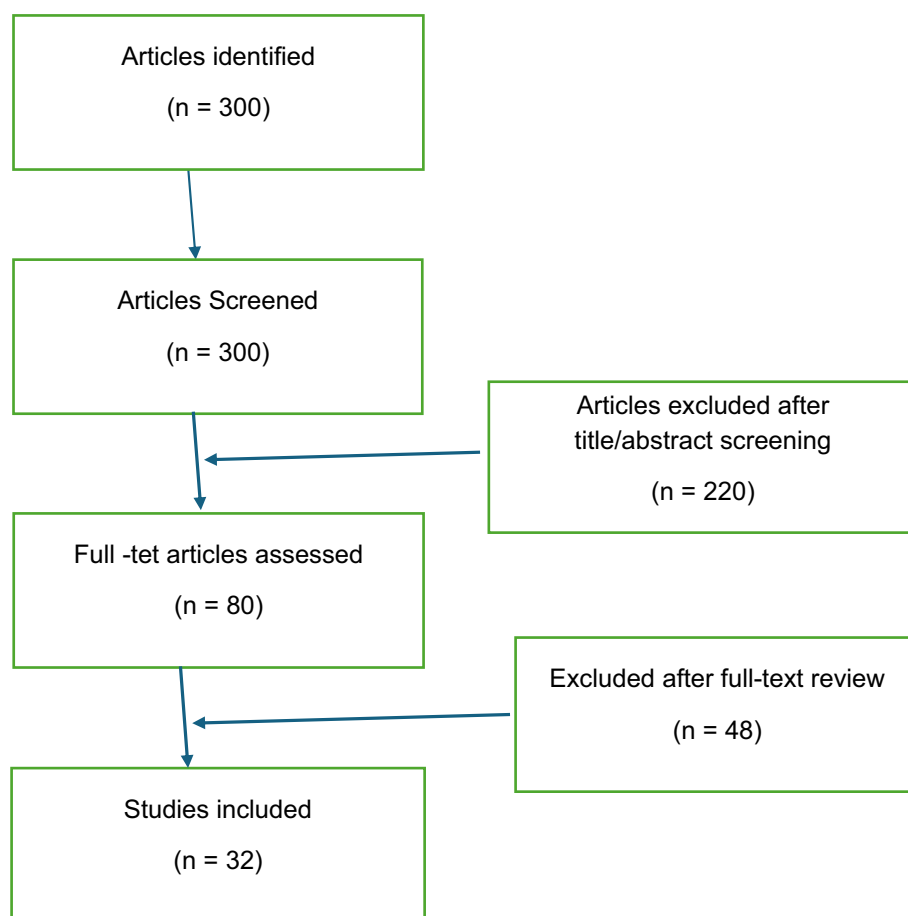 Articles identified
(n = 300)
Articles Screened
(n = 300)
Articles excluded after
title/abstract screening
(n = 220)
Full -tet articles assessed
(n = 80)
Excluded after full-text review
(n = 48)
Studies included
(n = 32)